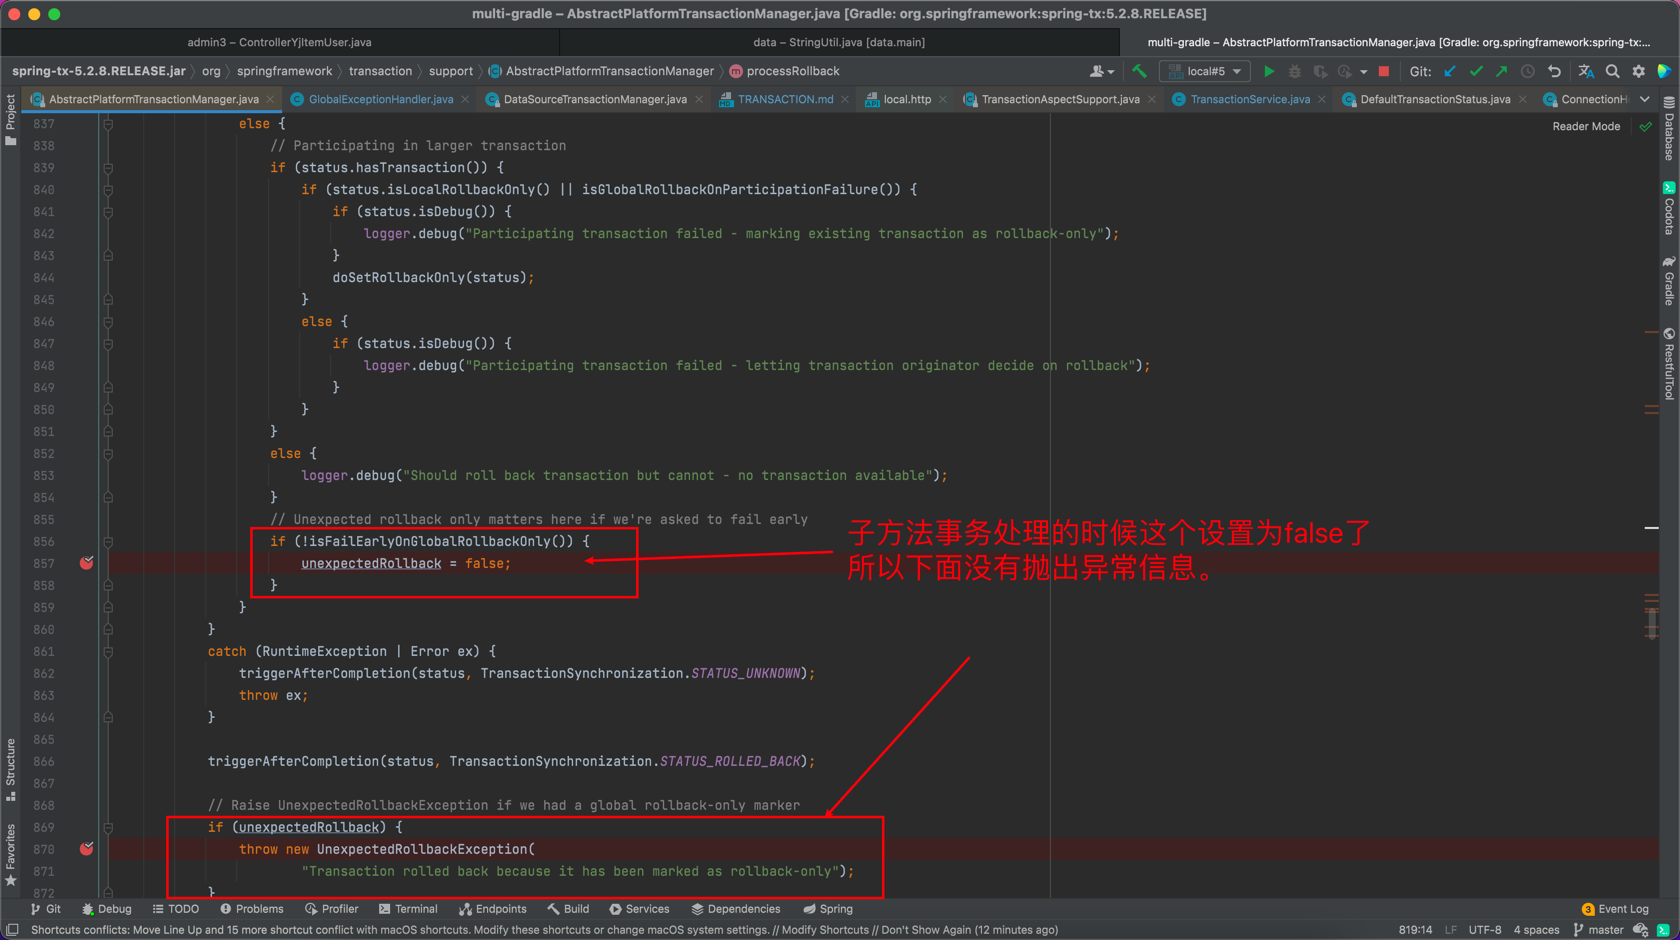 multi-gradle – AbstractPlatformTransactionManager.java [Gradle: org.springframework:spring-tx:5.2.8.RELEASE]
admin3 – ControllerYjItemUser.java
data – StringUtil.java [data.main]
multi-gradle – AbstractPlatformTransactionManager.java [Gradle: org.springframework:spring-tx:...
spring-tx-5.2.8.RELEASE.jar org springframework transaction support AbstractPlatformTransactionManager processRollback
local#5 Git:
AbstractPlatformTransactionManager.java GlobalExceptionHandler.java DataSourceTransactionManager.java TRANSACTION.md local.http TransactionAspectSupport.java TransactionService.java DefaultTransactionStatus.java ConnectionH
Project
Structure
Favorites
Reader Mode
Database
Codota
Gradle
RestfulTool
837 else {
838 // Participating in larger transaction
839 if (status.hasTransaction()) {
840 if (status.isLocalRollbackOnly() || isGlobalRollbackOnParticipationFailure()) {
841 if (status.isDebug()) {
842 logger.debug("Participating transaction failed - marking existing transaction as rollback-only");
843 }
844 doSetRollbackOnly(status);
845 }
846 else {
847 if (status.isDebug()) {
848 logger.debug("Participating transaction failed - letting transaction originator decide on rollback");
849 }
850 }
851 }
852 else {
853 logger.debug("Should roll back transaction but cannot - no transaction available");
854 }
855 // Unexpected rollback only matters here if we're asked to fail early
856 if (!isFailEarlyOnGlobalRollbackOnly()) {
857 unexpectedRollback = false;
858 }
859 }
860 }
861 catch (RuntimeException | Error ex) {
862 triggerAfterCompletion(status, TransactionSynchronization.STATUS_UNKNOWN);
863 throw ex;
864 }
865
866 triggerAfterCompletion(status, TransactionSynchronization.STATUS_ROLLED_BACK);
867
868 // Raise UnexpectedRollbackException if we had a global rollback-only marker
869 if (unexpectedRollback) {
870 throw new UnexpectedRollbackException(
871 "Transaction rolled back because it has been marked as rollback-only");
872 }
子方法事务处理的时候这个设置为false了
所以下面没有抛出异常信息。
Git Debug TODO Problems Profiler Terminal Endpoints Build Services Dependencies Spring 3 Event Log
Shortcuts conflicts: Move Line Up and 15 more shortcut conflict with macOS shortcuts. Modify these shortcuts or change macOS system settings. // Modify Shortcuts // Don't Show Again (12 minutes ago) 819:14 LF UTF-8 4 spaces master